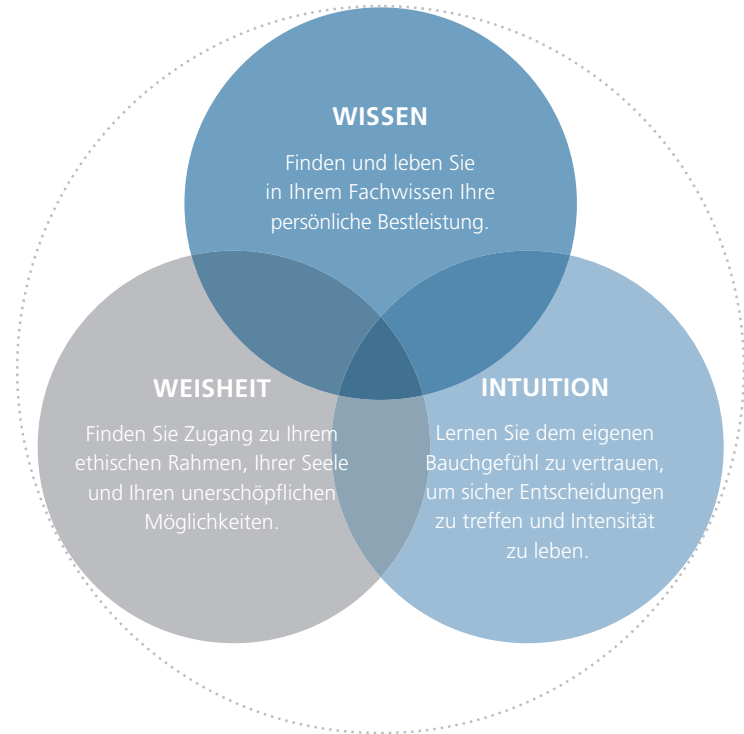 WISSEN
Finden und leben Sie
in Ihrem Fachwissen Ihre
persönliche Bestleistung.
WEISHEIT
Finden Sie Zugang zu Ihrem
ethischen Rahmen, Ihrer Seele
und Ihren unerschöpflichen
Möglichkeiten.
INTUITION
Lernen Sie dem eigenen
Bauchgefühl zu vertrauen,
um sicher Entscheidungen
zu treffen und Intensität
zu leben.